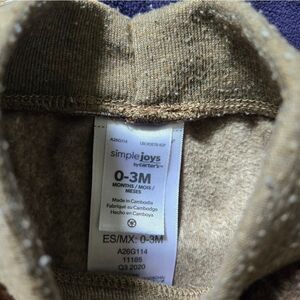 A26G114
simple joys
by carter's
0-3M
MONTHS / MOIS /
MESES
Made in Cambodia
Fabriqué au Cambodge
Hecho en Camboya
ES/MX: 0-3M
A26G114
11185
Q3 2020